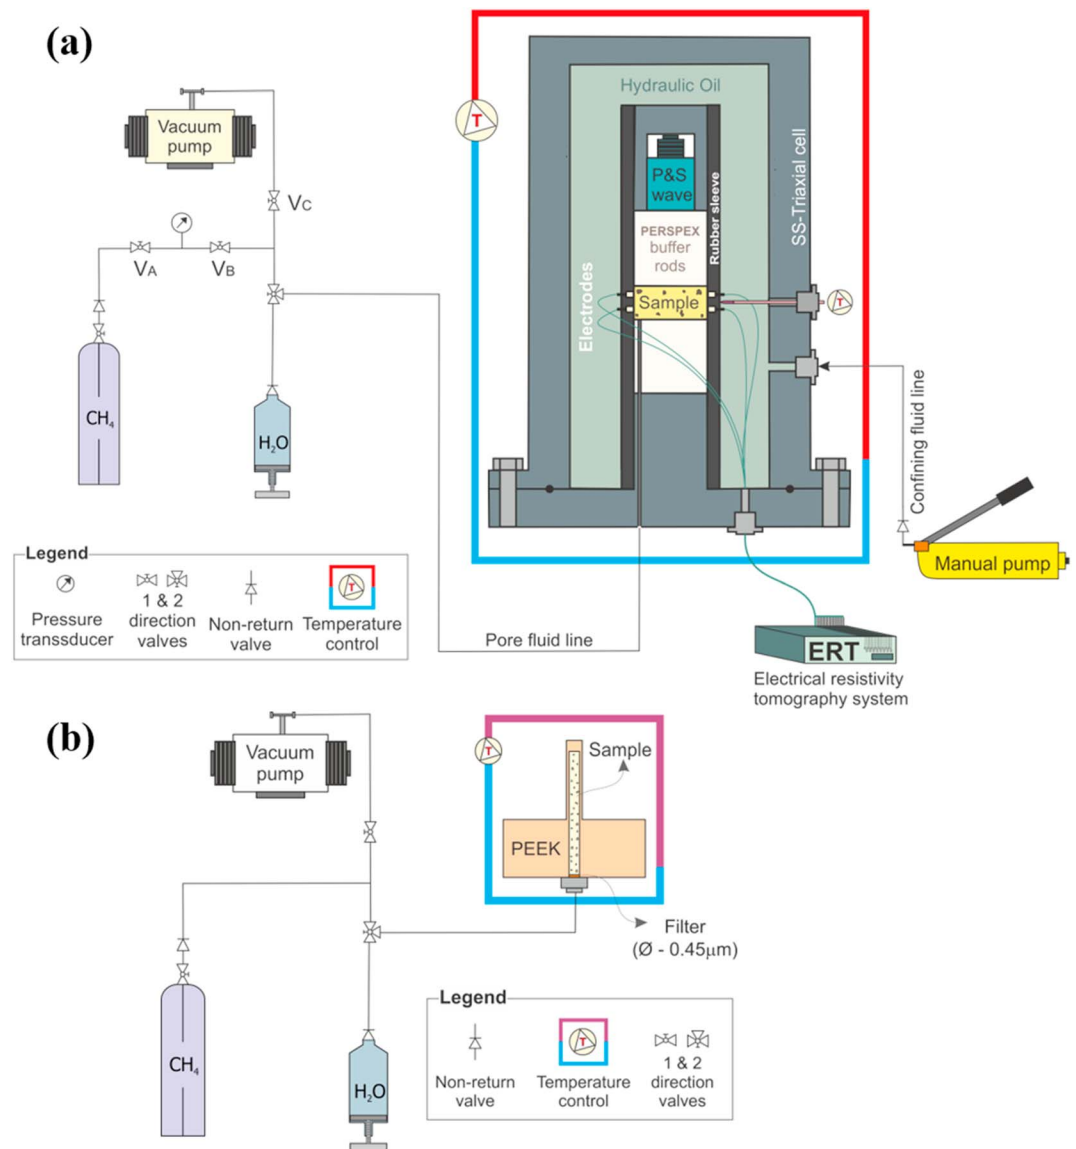 (a)
Vacuum
pump
VC
VA
VB
CH4
H2O
T
Hydraulic Oil
P&S
wave
PERSPEX
buffer
rods
Rubber sleeve
SS-Triaxial cell
Electrodes
Sample
T
Confining fluid line
Manual pump
Pore fluid line
ERT
Electrical resistivity
tomography system
Legend
T
Pressure
transsducer
1 & 2
direction
valves
Non-return
valve
Temperature
control
(b)
Vacuum
pump
T
Sample
PEEK
Filter
(Ø - 0.45µm)
CH4
H2O
Legend
T
Non-return
valve
Temperature
control
1 & 2
direction
valves